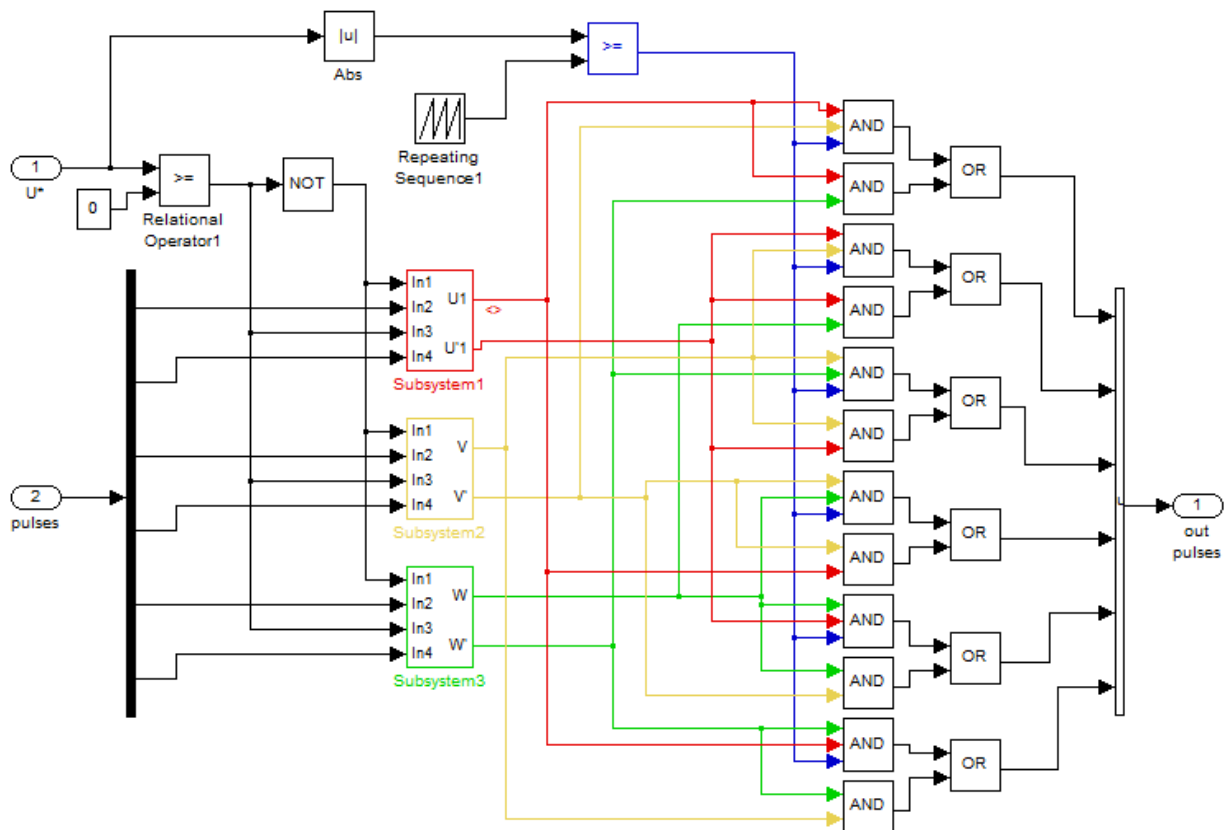 |u|
Abs
>=
Repeating
Sequence1
1
U*
0
>=
Relational
Operator1
NOT
In1
In2
In3
In4
U1
U'1
<>
Subsystem1
In1
In2
In3
In4
V
V'
Subsystem2
In1
In2
In3
In4
W
W'
Subsystem3
2
pulses
AND
AND
OR
AND
AND
OR
AND
AND
OR
AND
AND
OR
AND
AND
OR
AND
AND
OR
1
out
pulses